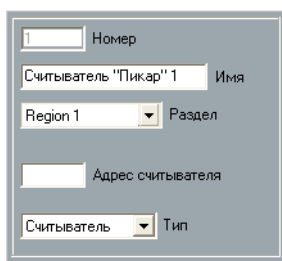 1 Номер
Считыватель "Пикар" 1 Имя
Region 1 Раздел
Адрес считывателя
Считыватель Тип